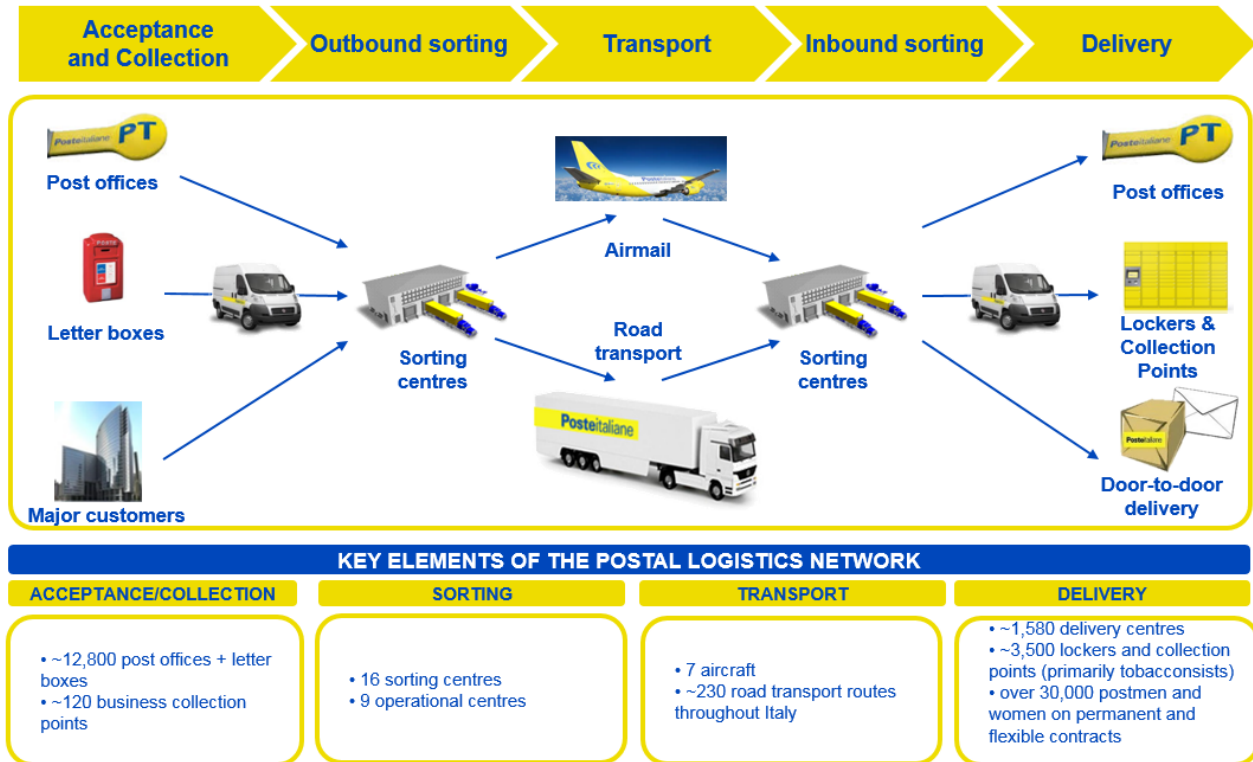 Acceptance
and Collection
Outbound sorting
Transport
Inbound sorting
Delivery
Posteitaliane PT
Post offices
POSTE
Letter boxes
Major customers
Sorting
centres
Posteitaliane
Airmail
Road
transport
Posteitaliane
Sorting
centres
Posteitaliane PT
Post offices
Lockers &
Collection
Points
Posteitaliane
Door-to-door
delivery
KEY ELEMENTS OF THE POSTAL LOGISTICS NETWORK
ACCEPTANCE/COLLECTION
• ~12,800 post offices + letter
boxes
• ~120 business collection
points
SORTING
• 16 sorting centres
• 9 operational centres
TRANSPORT
• 7 aircraft
• ~230 road transport routes
throughout Italy
DELIVERY
• ~1,580 delivery centres
• ~3,500 lockers and collection
points (primarily tobacconsists)
• over 30,000 postmen and
women on permanent and
flexible contracts